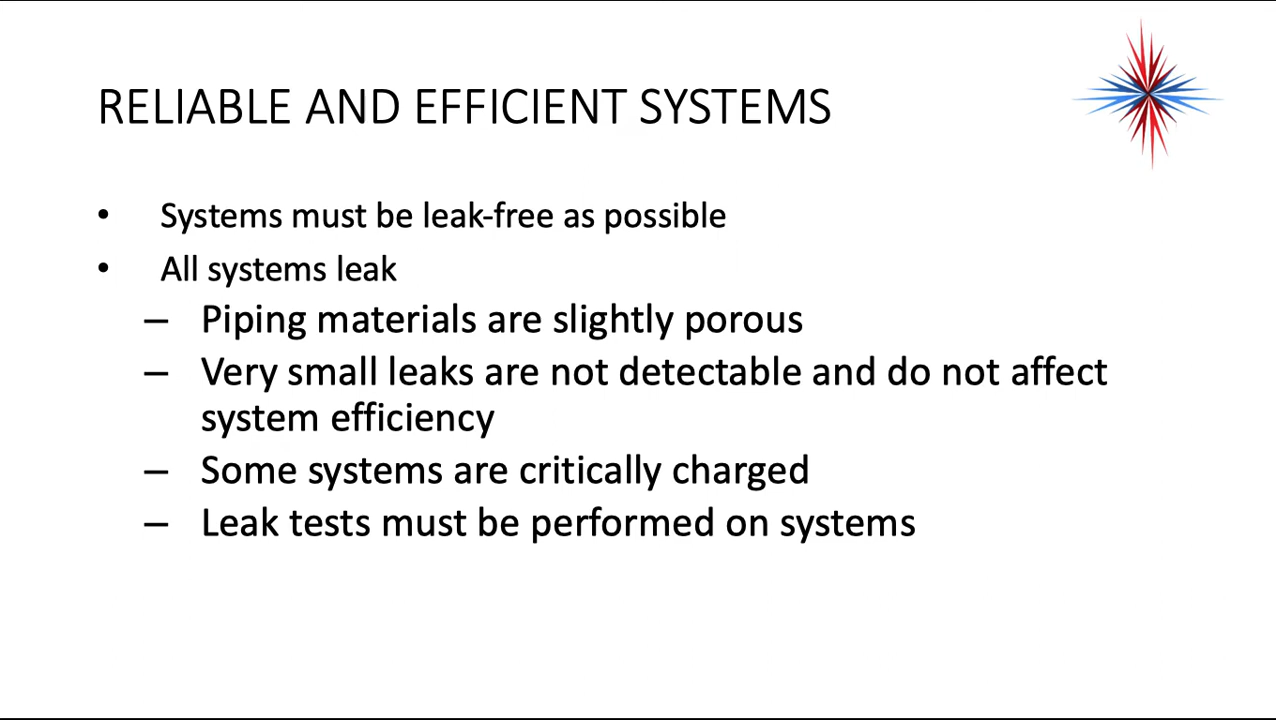 RELIABLE AND EFFICIENT SYSTEMS
• Systems must be leak-free as possible
• All systems leak
– Piping materials are slightly porous
– Very small leaks are not detectable and do not affect
system efficiency
– Some systems are critically charged
– Leak tests must be performed on systems